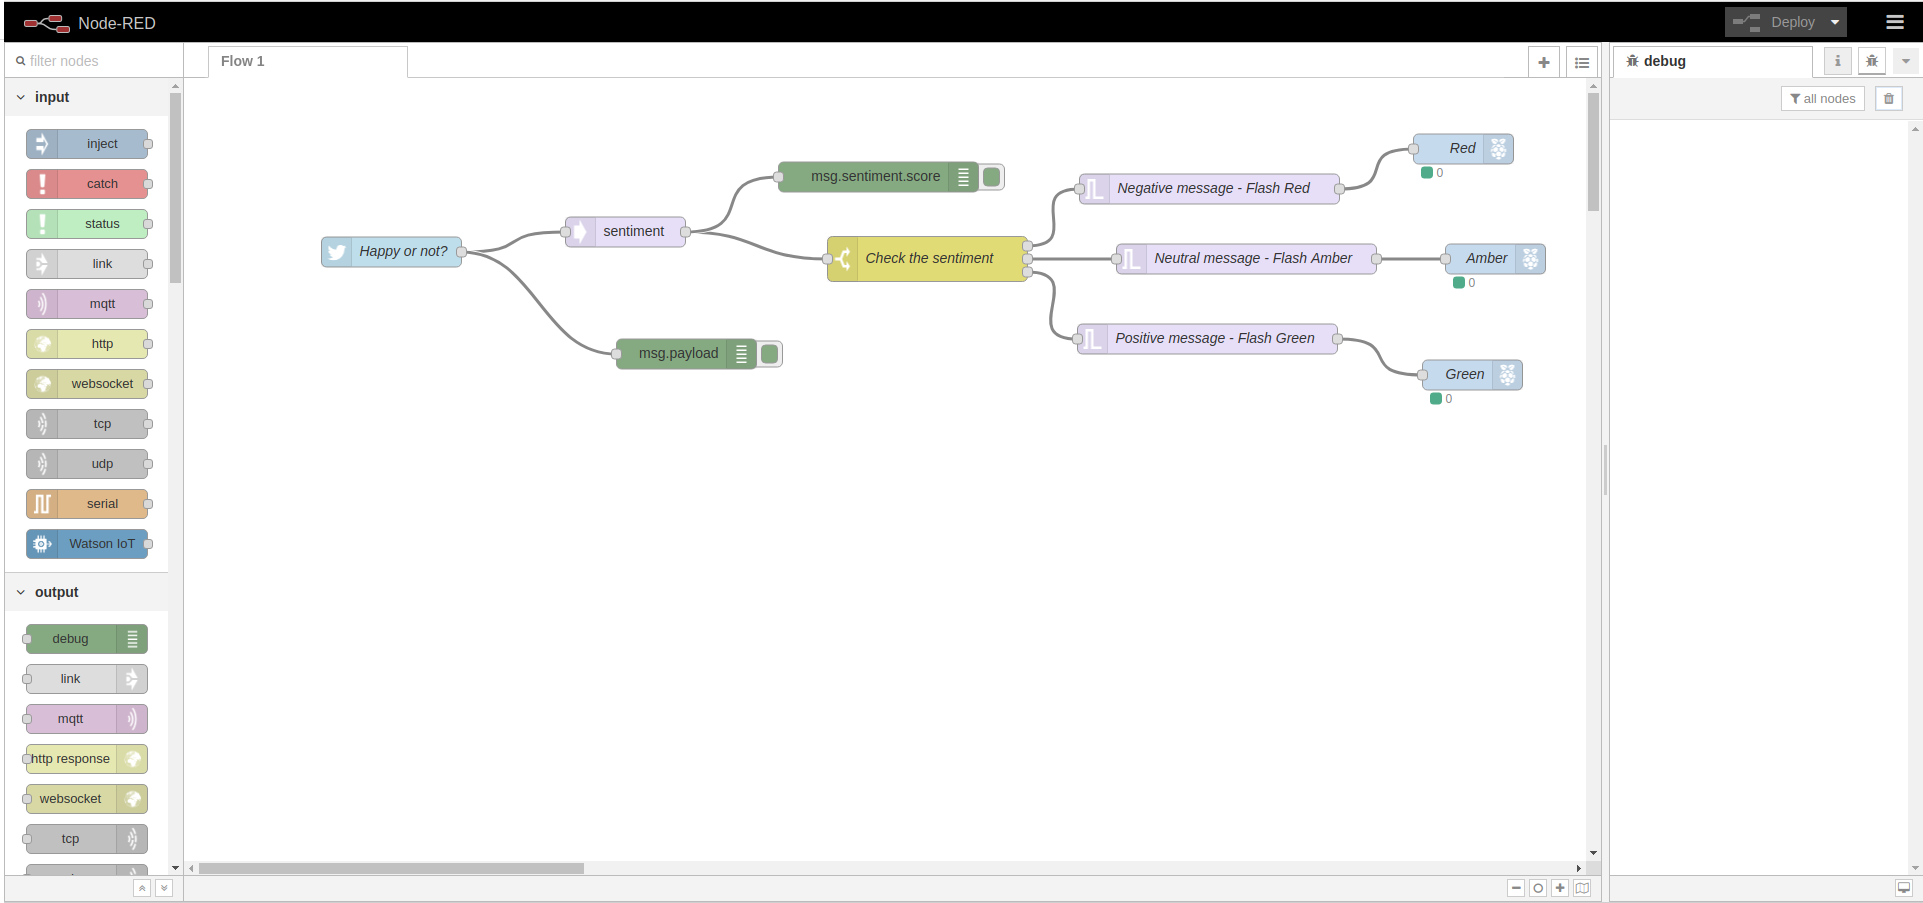 Node-RED
Deploy
filter nodes
Flow 1
debug
all nodes
input
inject
catch
status
link
mqtt
http
websocket
tcp
udp
serial
Watson IoT
output
debug
link
mqtt
http response
websocket
tcp
Happy or not?
sentiment
msg.sentiment.score
msg.payload
Check the sentiment
Negative message - Flash Red
Neutral message - Flash Amber
Positive message - Flash Green
Red
0
Amber
0
Green
0